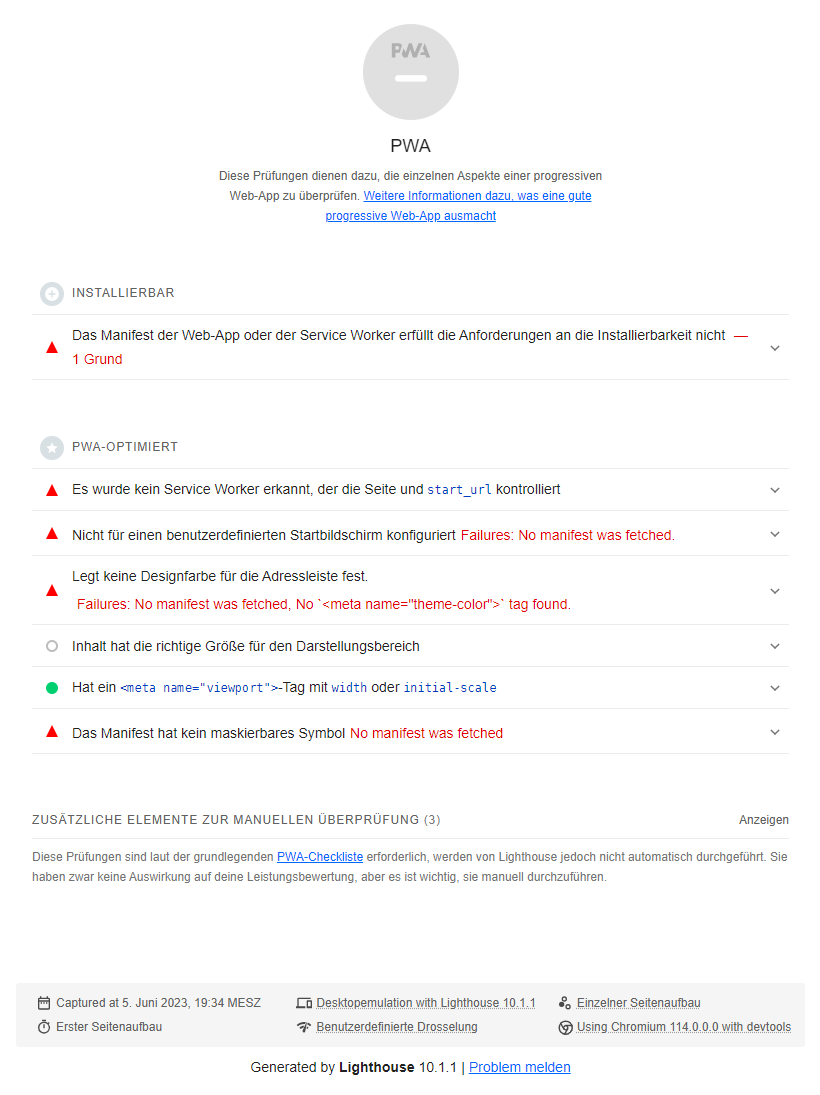 PWA
PWA
Diese Prüfungen dienen dazu, die einzelnen Aspekte einer progressiven
Web-App zu überprüfen. Weitere Informationen dazu, was eine gute
progressive Web-App ausmacht
INSTALLIERBAR
Das Manifest der Web-App oder der Service Worker erfüllt die Anforderungen an die Installierbarkeit nicht —
1 Grund
PWA-OPTIMIERT
Es wurde kein Service Worker erkannt, der die Seite und start_url kontrolliert
Nicht für einen benutzerdefinierten Startbildschirm konfiguriert Failures: No manifest was fetched.
Legt keine Designfarbe für die Adressleiste fest.
Failures: No manifest was fetched, No `<meta name="theme-color">` tag found.
Inhalt hat die richtige Größe für den Darstellungsbereich
Hat ein <meta name="viewport">-Tag mit width oder initial-scale
Das Manifest hat kein maskierbares Symbol No manifest was fetched
ZUSÄTZLICHE ELEMENTE ZUR MANUELLEN ÜBERPRÜFUNG (3) Anzeigen
Diese Prüfungen sind laut der grundlegenden PWA-Checkliste erforderlich, werden von Lighthouse jedoch nicht automatisch durchgeführt. Sie
haben zwar keine Auswirkung auf deine Leistungsbewertung, aber es ist wichtig, sie manuell durchzuführen.
Captured at 5. Juni 2023, 19:34 MESZ Desktopemulation with Lighthouse 10.1.1 Einzelner Seitenaufbau
Erster Seitenaufbau Benutzerdefinierte Drosselung Using Chromium 114.0.0.0 with devtools
Generated by Lighthouse 10.1.1 | Problem melden